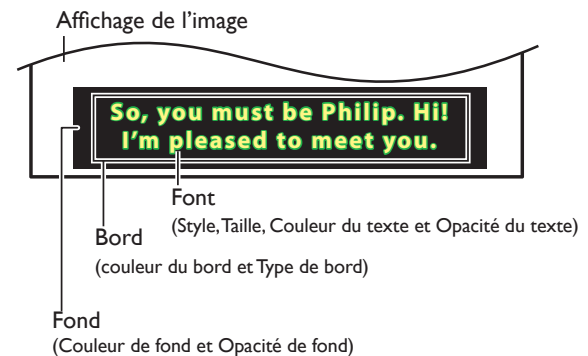 Affichage de l'image
So, you must be Philip. Hi!
I'm pleased to meet you.
Font
(Style, Taille, Couleur du texte et Opacité du texte)
Bord
(couleur du bord et Type de bord)
Fond
(Couleur de fond et Opacité de fond)